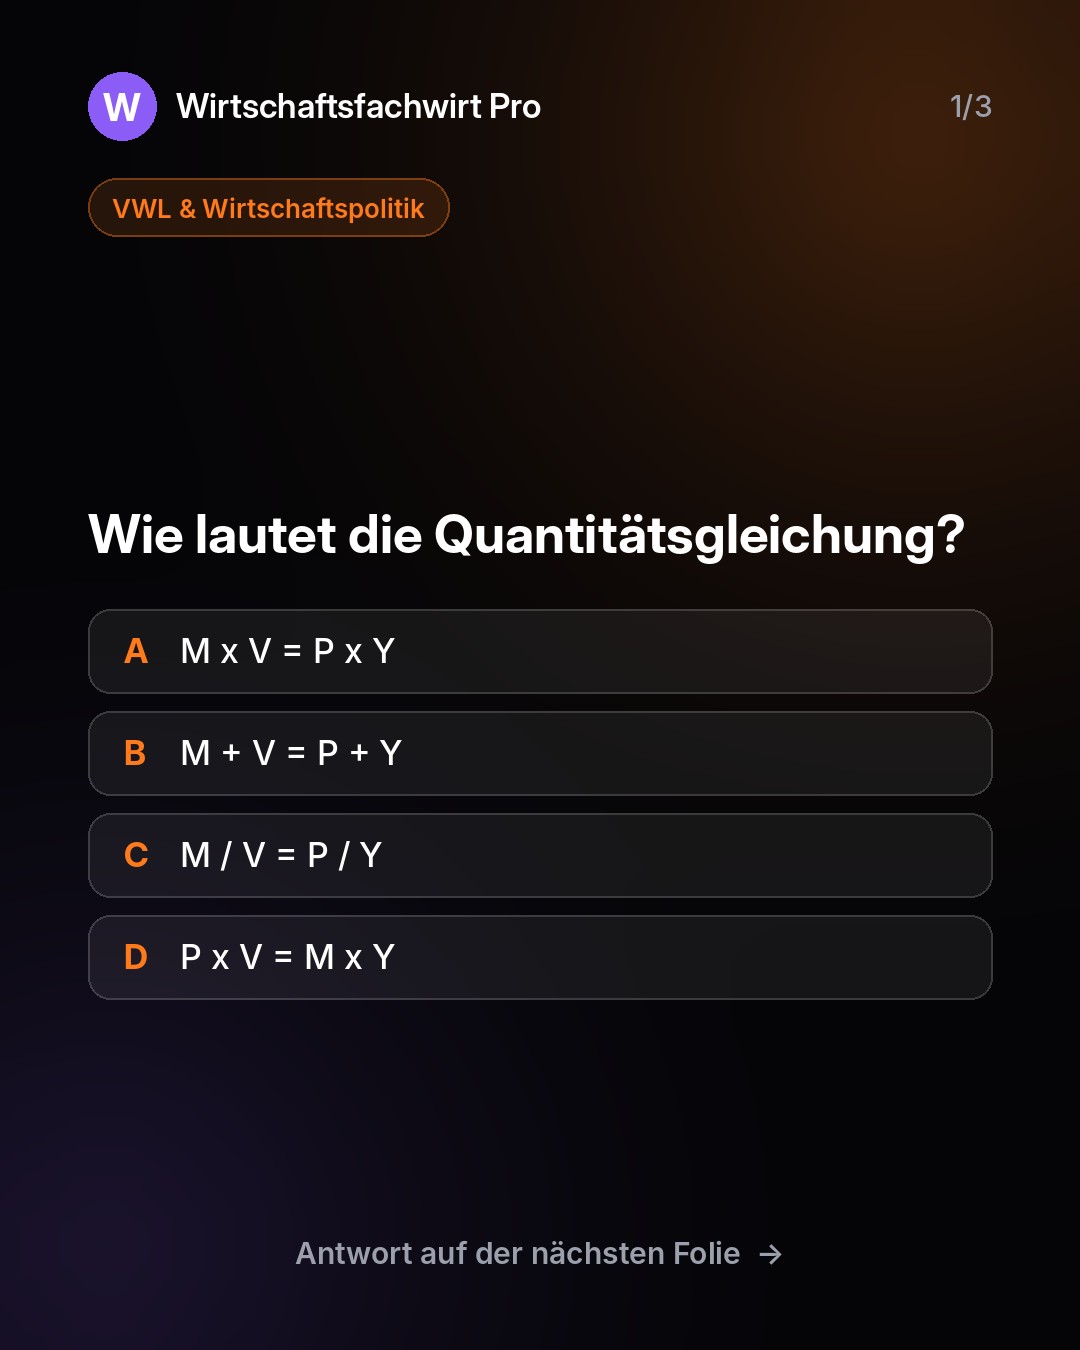 W Wirtschaftsfachwirt Pro 1/3
VWL & Wirtschaftspolitik
Wie lautet die Quantitätsgleichung?
A M x V = P x Y
B M + V = P + Y
C M / V = P / Y
D P x V = M x Y
Antwort auf der nächsten Folie →